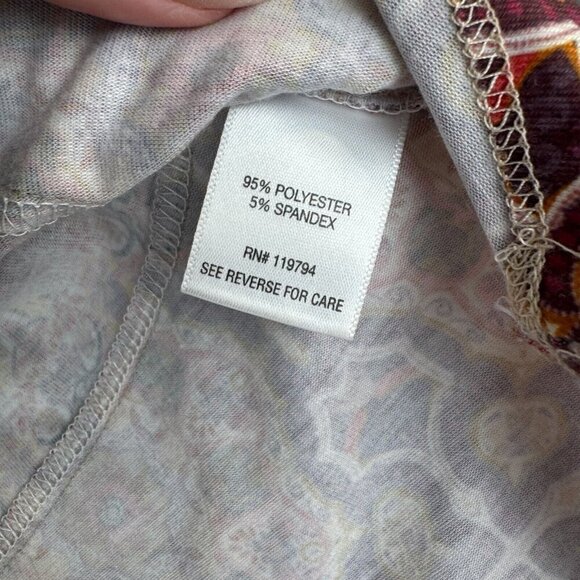 95% POLYESTER
5% SPANDEX
RN# 119794
SEE REVERSE FOR CARE